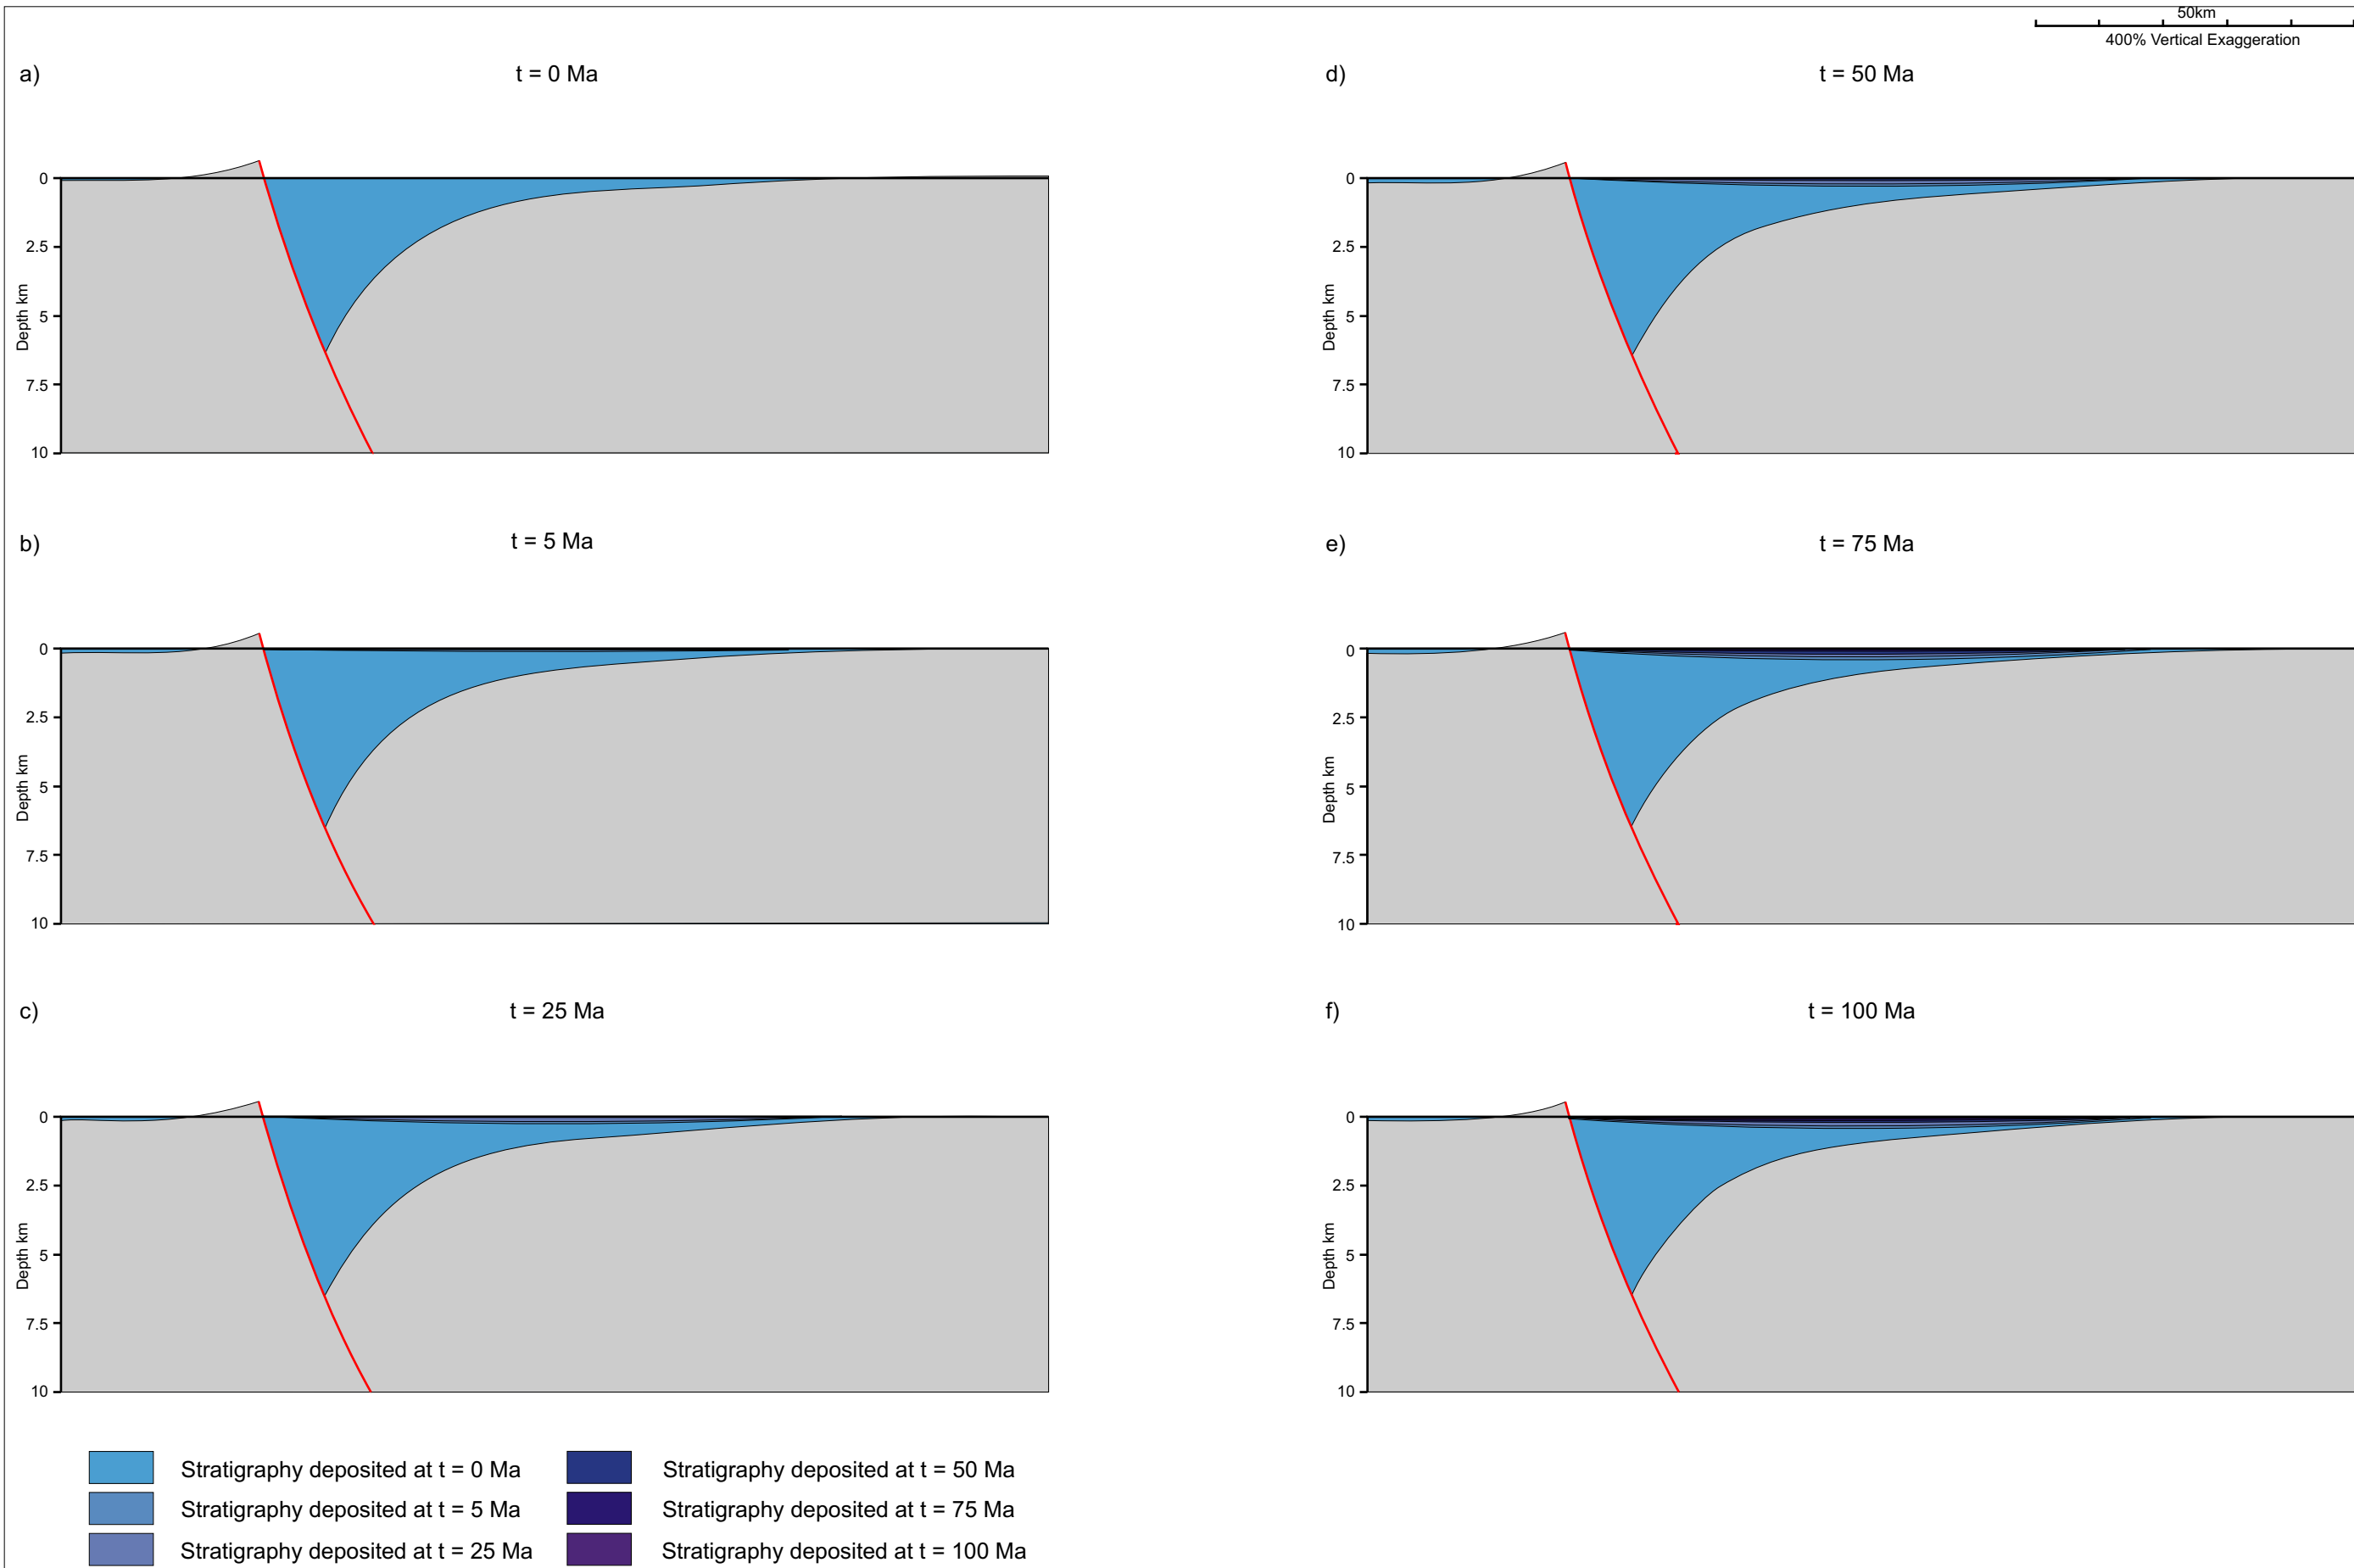 50km
400% Vertical Exaggeration
a)
t = 0 Ma
0
2.5
5
7.5
10
Depth km
b)
t = 5 Ma
0
2.5
5
7.5
10
Depth km
c)
t = 25 Ma
0
2.5
5
7.5
10
Depth km
d)
t = 50 Ma
0
2.5
5
7.5
10
Depth km
e)
t = 75 Ma
0
2.5
5
7.5
10
Depth km
f)
t = 100 Ma
0
2.5
5
7.5
10
Depth km
Stratigraphy deposited at t = 0 Ma
Stratigraphy deposited at t = 5 Ma
Stratigraphy deposited at t = 25 Ma
Stratigraphy deposited at t = 50 Ma
Stratigraphy deposited at t = 75 Ma
Stratigraphy deposited at t = 100 Ma